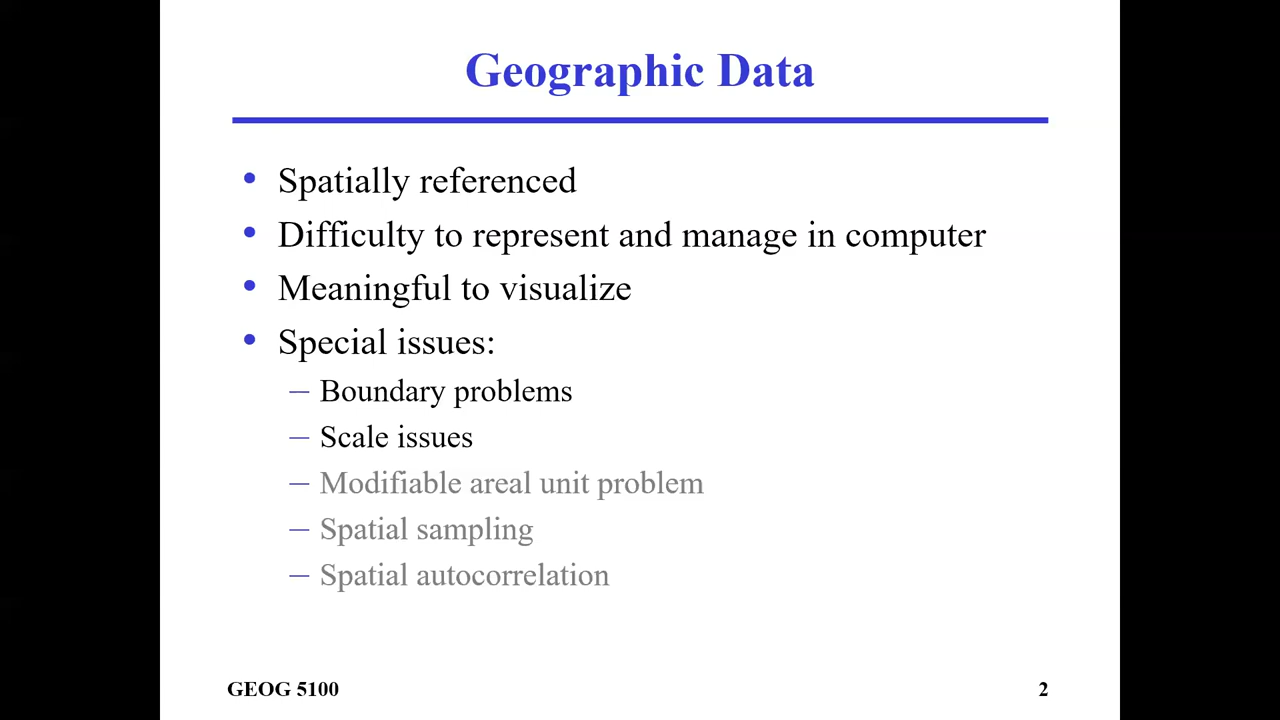 Geographic Data
• Spatially referenced
• Difficulty to represent and manage in computer
• Meaningful to visualize
• Special issues:
– Boundary problems
– Scale issues
– Modifiable areal unit problem
– Spatial sampling
– Spatial autocorrelation
GEOG 5100
2